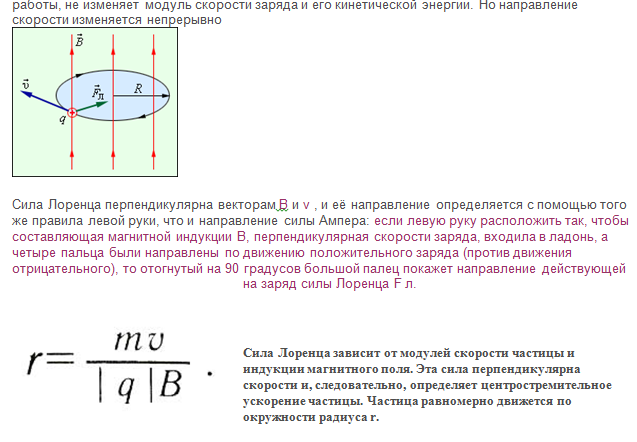 работы, не изменяет модуль скорости заряда и его кинетической энергии. Но направление
скорости изменяется непрерывно
B
υ
Fл
R
q
Сила Лоренца перпендикулярна векторам В и v , и её направление определяется с помощью того
же правила левой руки, что и направление силы Ампера: если левую руку расположить так, чтобы
составляющая магнитной индукции В, перпендикулярная скорости заряда, входила в ладонь, а
четыре пальца были направлены по движению положительного заряда (против движения
отрицательного), то отогнутый на 90 градусов большой палец покажет направление действующей
на заряд силы Лоренца F л.
r = mv / |q|B .
Сила Лоренца зависит от модулей скорости частицы и
индукции магнитного поля. Эта сила перпендикулярна
скорости и, следовательно, определяет центростремительное
ускорение частицы. Частица равномерно движется по
окружности радиуса r.